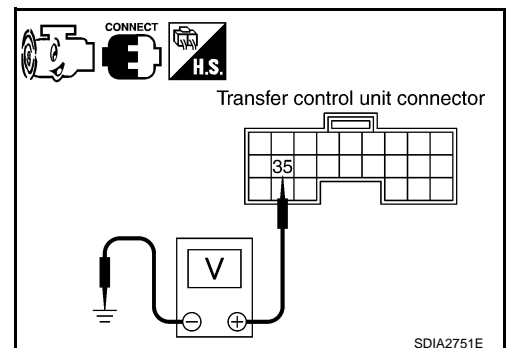 CONNECT
H.S.
Transfer control unit connector
35
V
− +
SDIA2751E